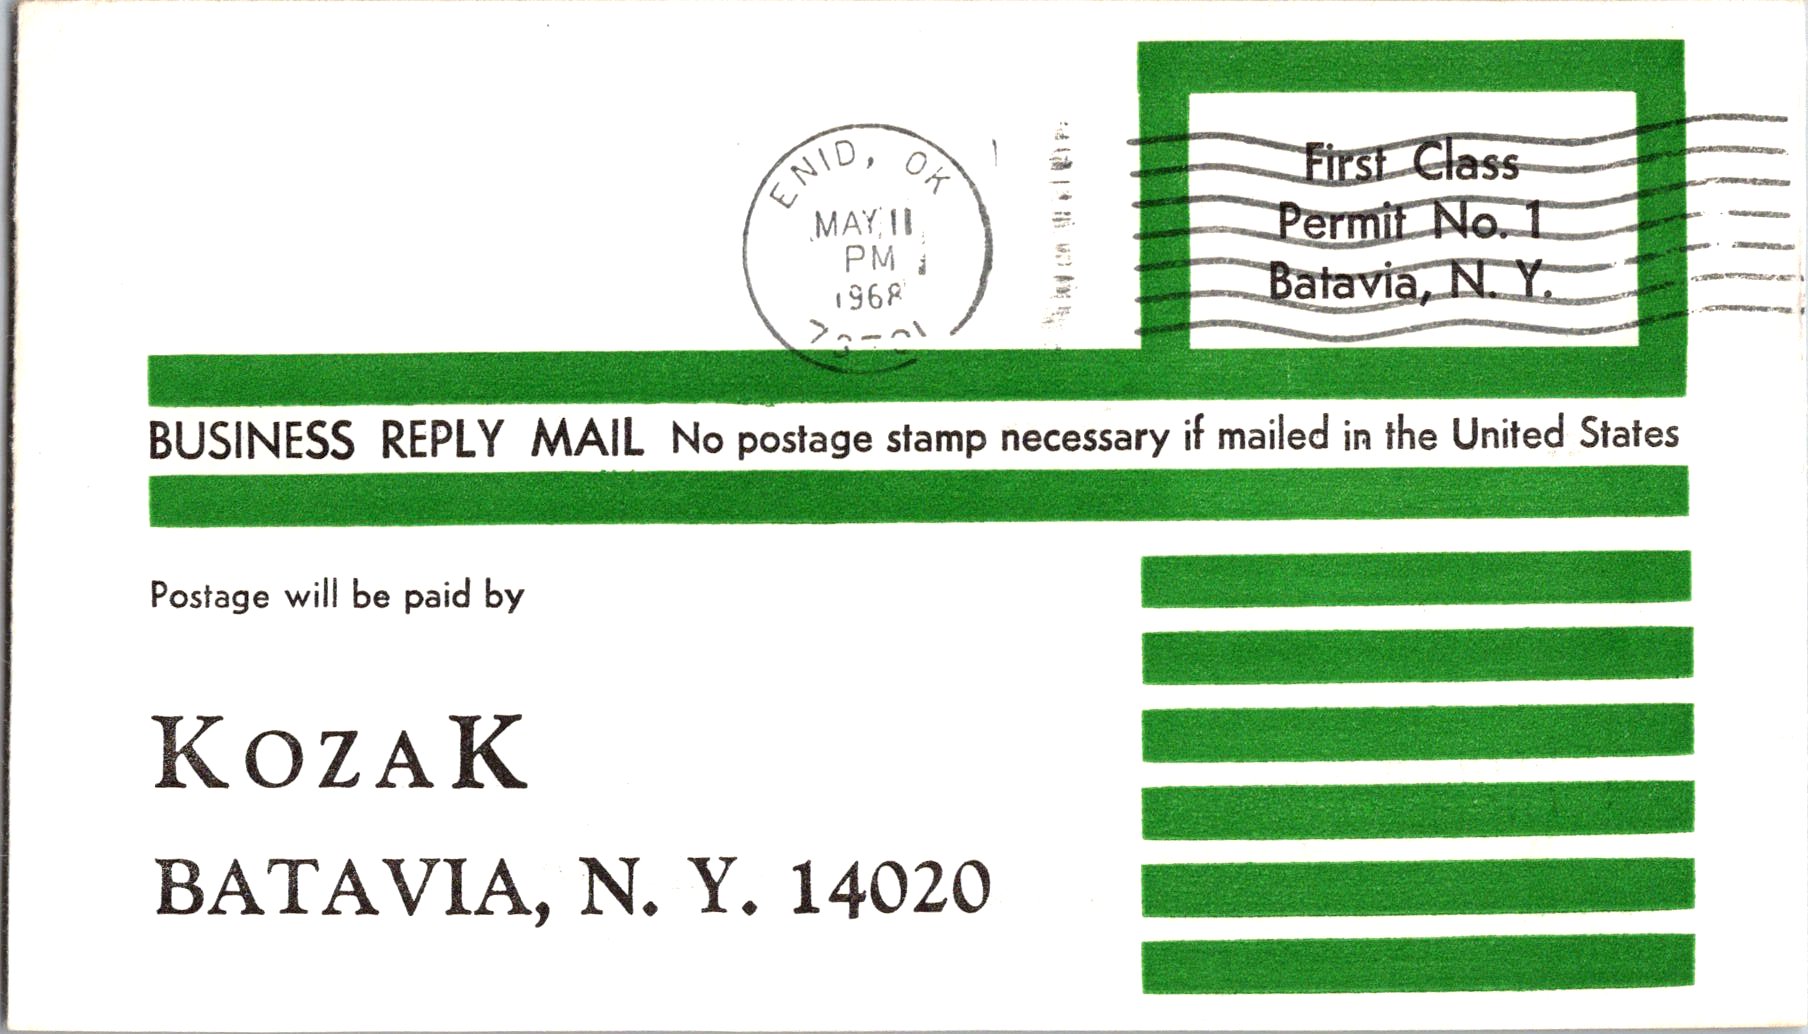 ENID, OK
MAY 11
PM
1968
First Class
Permit No. 1
Batavia, N. Y.
BUSINESS REPLY MAIL No postage stamp necessary if mailed in the United States
Postage will be paid by
KOZAK
BATAVIA, N. Y. 14020